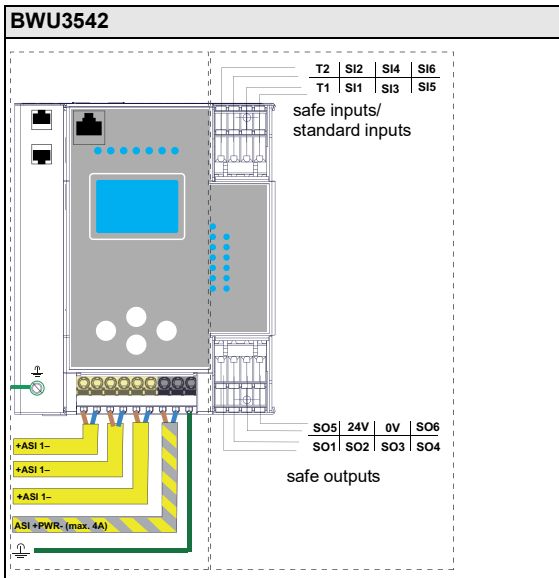 BWU3542
T2 SI2 SI4 SI6
T1 SI1 SI3 SI5
safe inputs/
standard inputs
SO5 24V 0V SO6
SO1 SO2 SO3 SO4
safe outputs
+ASI 1–
+ASI 1–
+ASI 1–
ASI +PWR- (max. 4A)